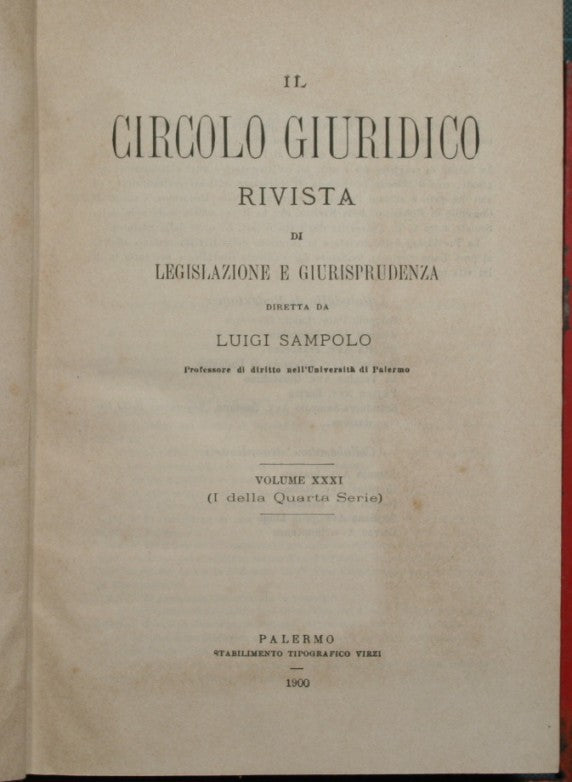 IL
CIRCOLO GIURIDICO
RIVISTA
DI
LEGISLAZIONE E GIURISPRUDENZA
DIRETTA DA
LUIGI SAMPOLO
Professore di diritto nell'Università di Palermo
VOLUME XXXI
(I della Quarta Serie)
PALERMO
STABILIMENTO TIPOGRAFICO VIRZI
1900